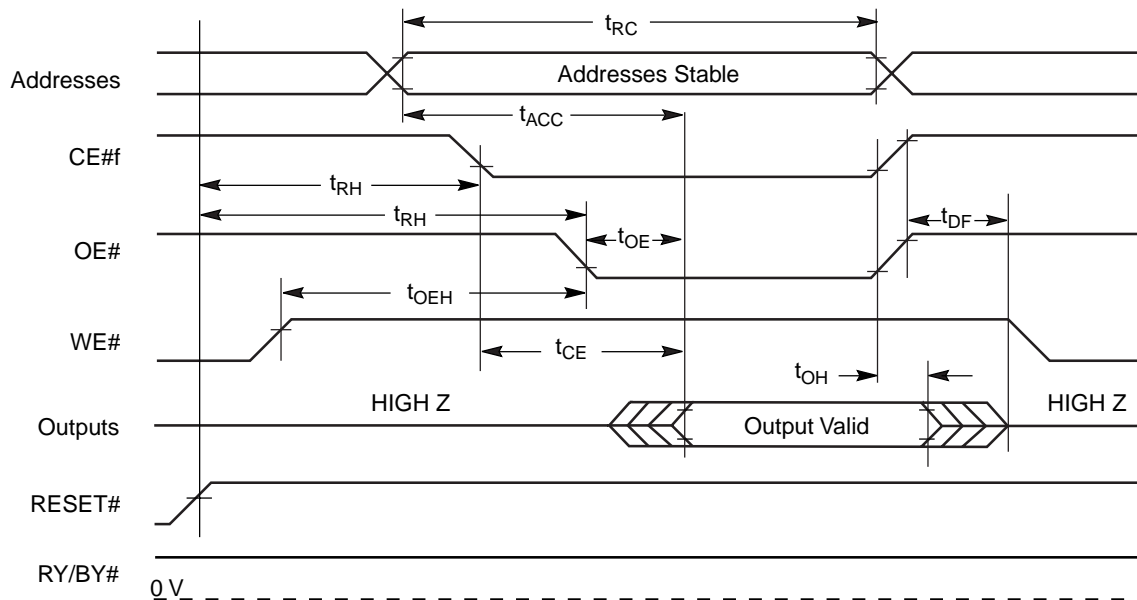 tRC
Addresses
Addresses Stable
tACC
CE#f
tRH
tRH
tDF
tOE
OE#
tOEH
WE#
tCE
tOH
HIGH Z
HIGH Z
Outputs
Output Valid
RESET#
RY/BY#
0 V